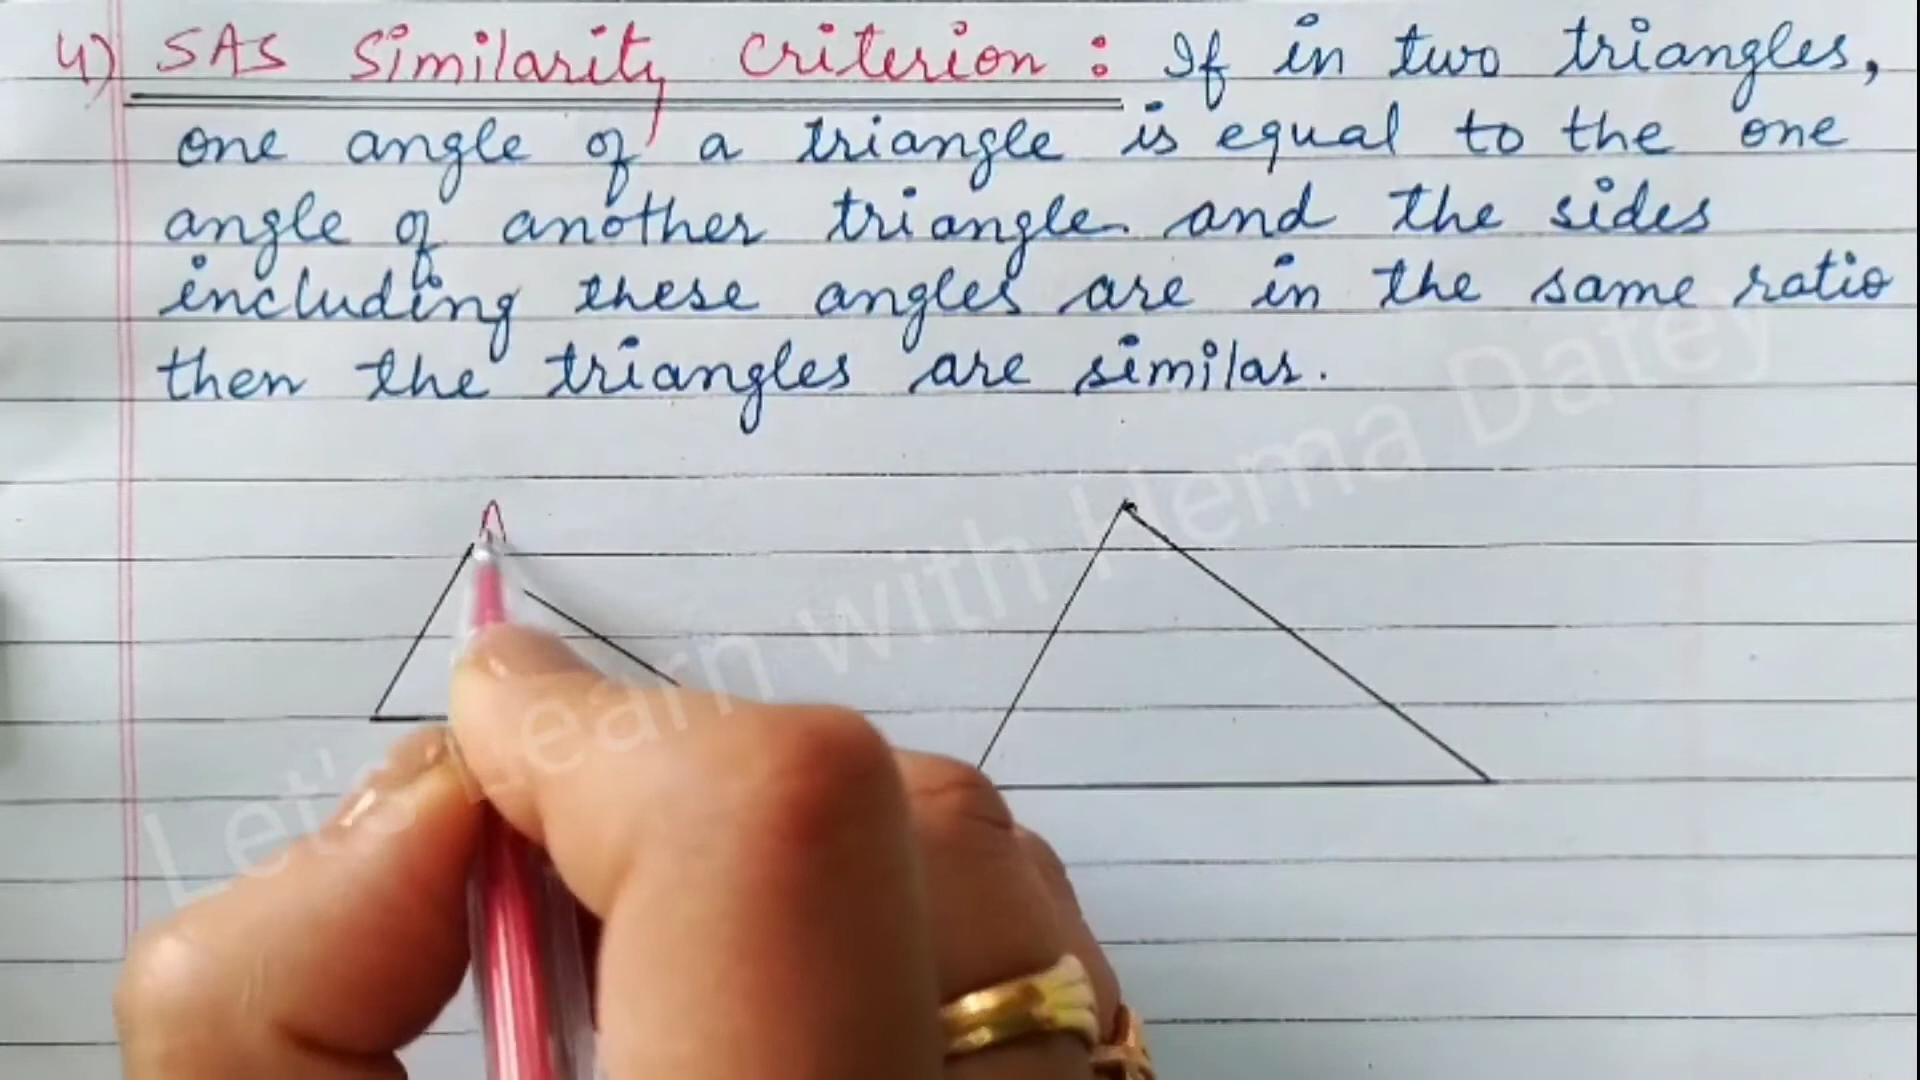 4) SAS Similarity Criterion : If in two triangles,
one angle of a triangle is equal to the one
angle of another triangle and the sides
including these angles are in the same ratio
then the triangles are similar.
A
Let's Learn with Hema Datey